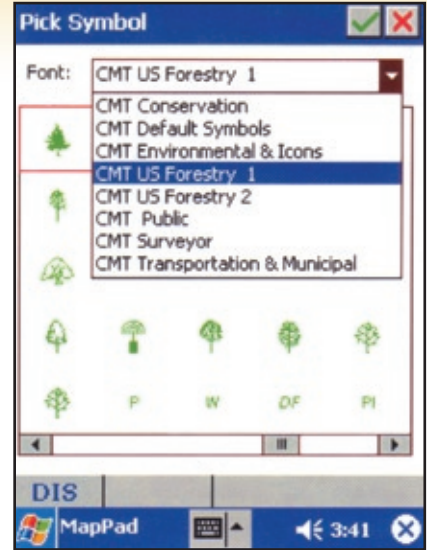 Pick Symbol
Font: CMT US Forestry 1
CMT Conservation
CMT Default Symbols
CMT Environmental & Icons
CMT US Forestry 1
CMT US Forestry 2
CMT Public
CMT Surveyor
CMT Transportation & Municipal
P W DF PI
DIS
MapPad 3:41